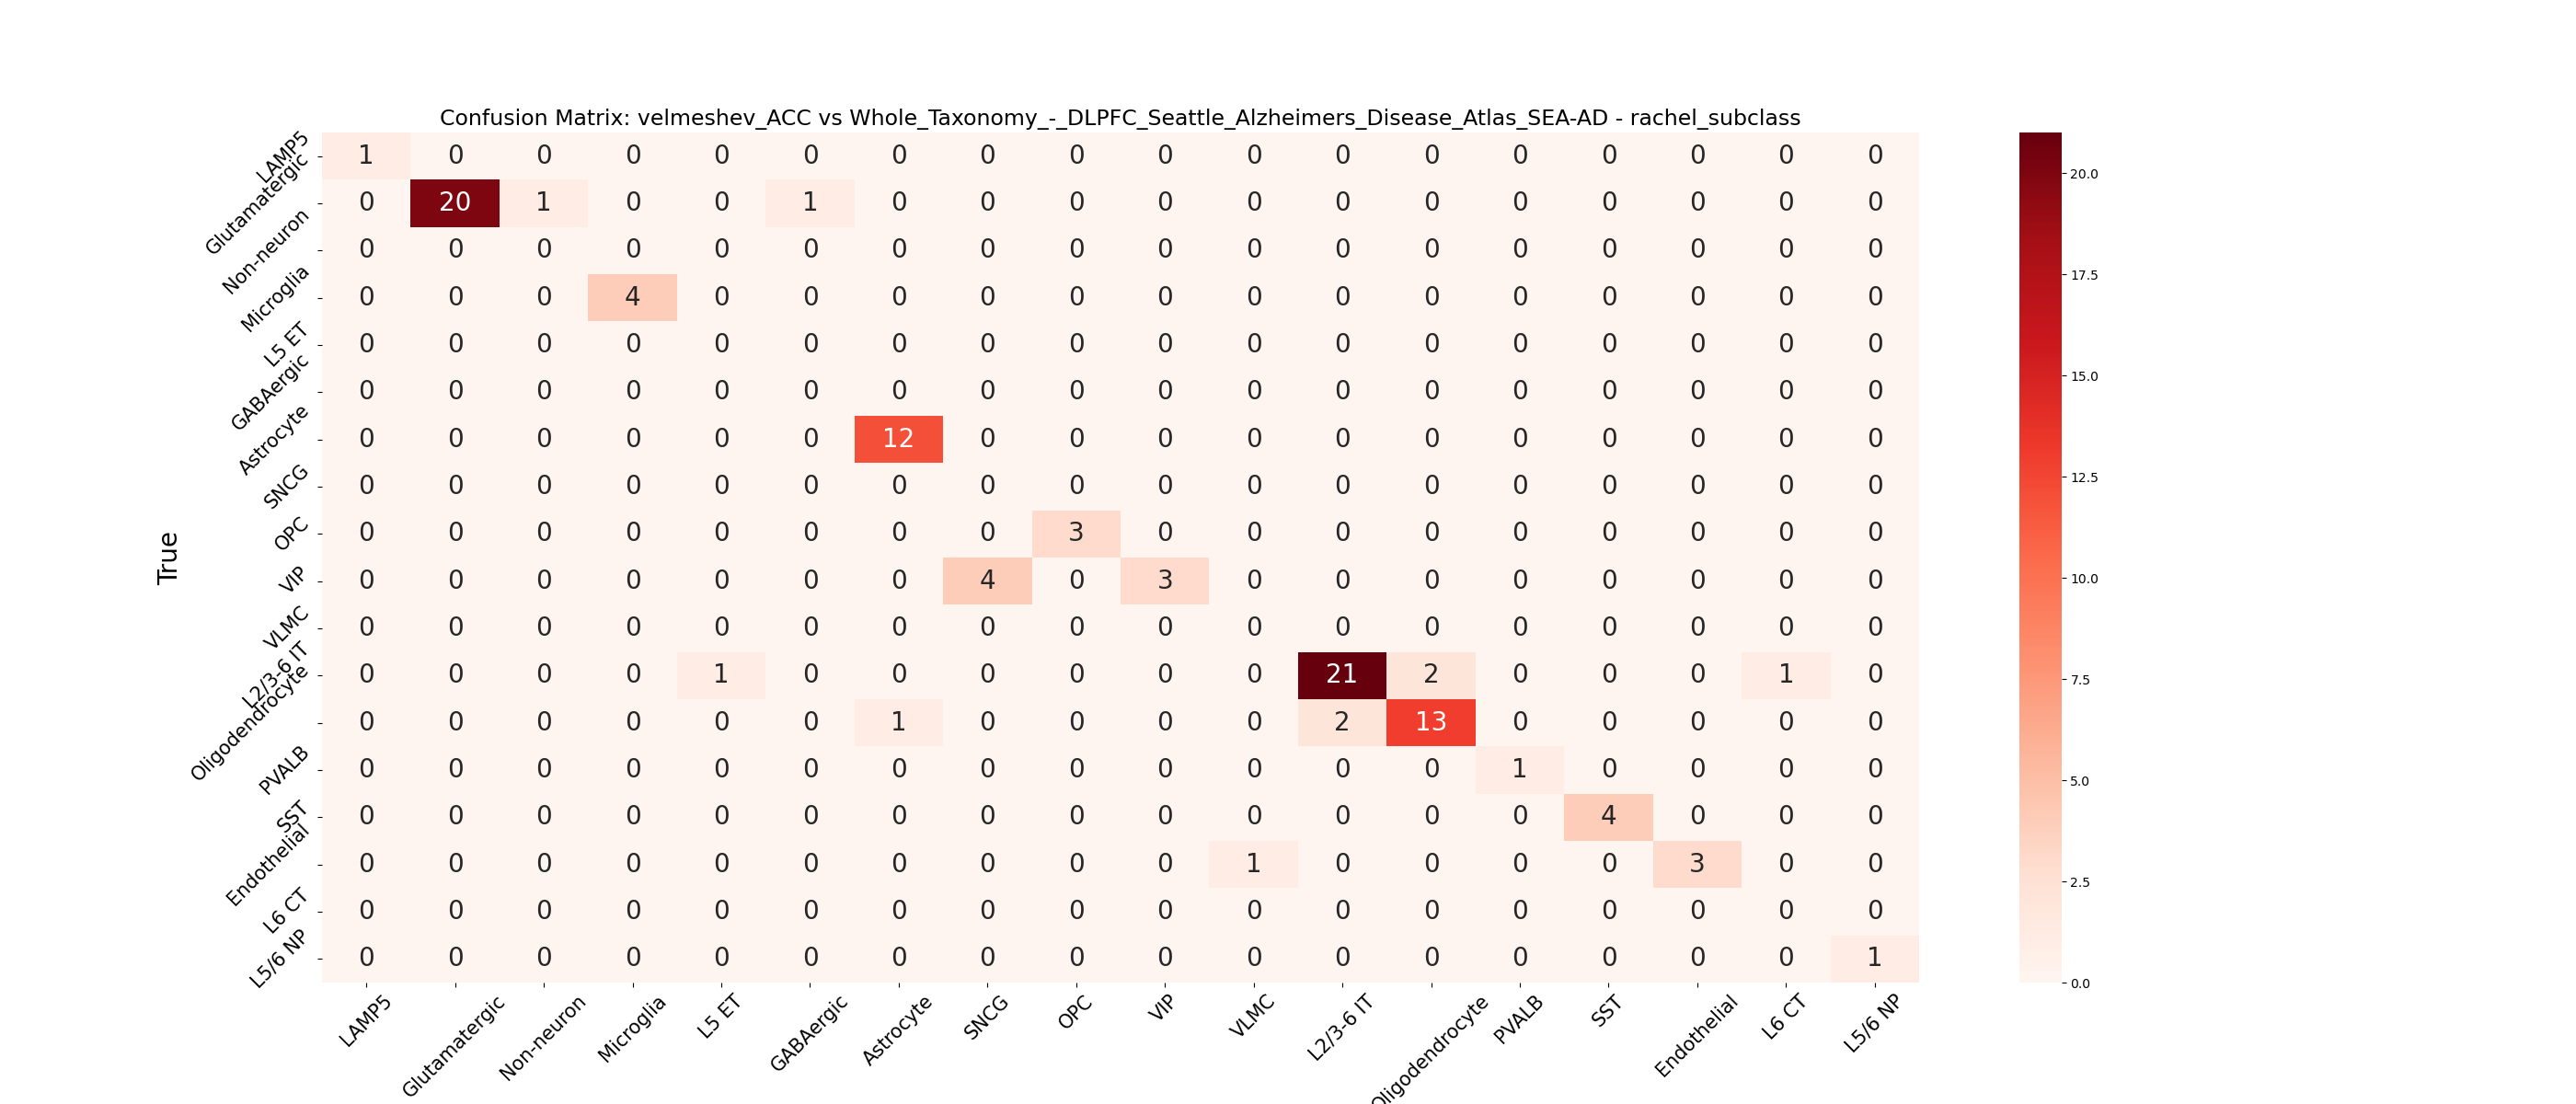 Confusion Matrix: velmeshev_ACC vs Whole_Taxonomy_-_DLPFC_Seattle_Alzheimers_Disease_Atlas_SEA-AD - rachel_subclass
True
LAMP5 1 0 0 0 0 0 0 0 0 0 0 0 0 0 0 0 0 0
Glutamatergic 0 20 1 0 0 1 0 0 0 0 0 0 0 0 0 0 0 0
Non-neuron 0 0 0 0 0 0 0 0 0 0 0 0 0 0 0 0 0 0
Microglia 0 0 0 4 0 0 0 0 0 0 0 0 0 0 0 0 0 0
L5 ET 0 0 0 0 0 0 0 0 0 0 0 0 0 0 0 0 0 0
GABAergic 0 0 0 0 0 0 0 0 0 0 0 0 0 0 0 0 0 0
Astrocyte 0 0 0 0 0 0 12 0 0 0 0 0 0 0 0 0 0 0
SNCG 0 0 0 0 0 0 0 0 0 0 0 0 0 0 0 0 0 0
OPC 0 0 0 0 0 0 0 0 3 0 0 0 0 0 0 0 0 0
VIP 0 0 0 0 0 0 0 4 0 3 0 0 0 0 0 0 0 0
VLMC 0 0 0 0 0 0 0 0 0 0 0 0 0 0 0 0 0 0
L2/3-6 IT 0 0 0 0 1 0 0 0 0 0 0 21 2 0 0 0 1 0
Oligodendrocyte 0 0 0 0 0 0 1 0 0 0 0 2 13 0 0 0 0 0
PVALB 0 0 0 0 0 0 0 0 0 0 0 0 0 1 0 0 0 0
SST 0 0 0 0 0 0 0 0 0 0 0 0 0 0 4 0 0 0
Endothelial 0 0 0 0 0 0 0 0 0 0 1 0 0 0 0 3 0 0
L6 CT 0 0 0 0 0 0 0 0 0 0 0 0 0 0 0 0 0 0
L5/6 NP 0 0 0 0 0 0 0 0 0 0 0 0 0 0 0 0 0 1
LAMP5 Glutamatergic Non-neuron Microglia L5 ET GABAergic Astrocyte SNCG OPC VIP VLMC L2/3-6 IT Oligodendrocyte PVALB SST Endothelial L6 CT L5/6 NP
20.0
17.5
15.0
12.5
10.0
7.5
5.0
2.5
0.0